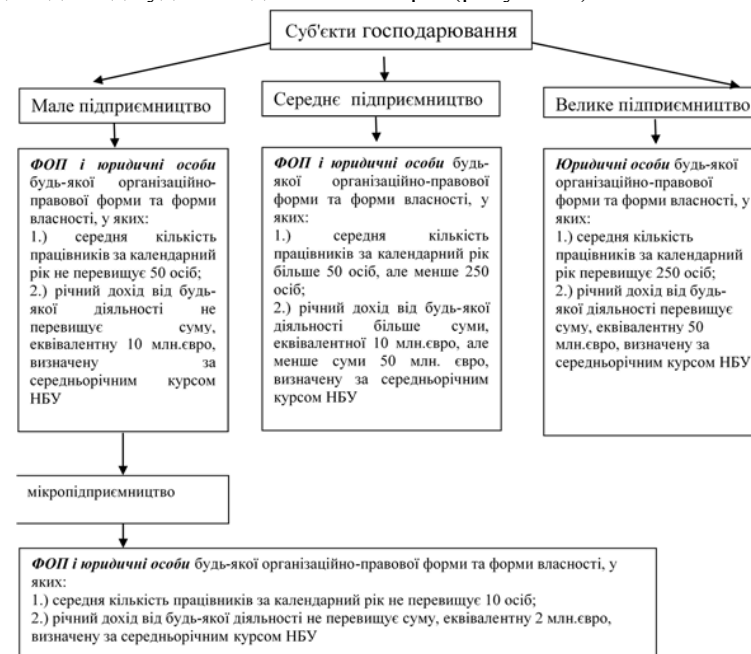 Суб'єкти господарювання
Мале підприємництво
ФОП і юридичні особи
будь-якої організаційно-
правової форми та форми
власності, у яких:
1.) середня кількість
працівників за календарний
рік не перевищує 50 осіб;
2.) річний дохід від будь-
якої діяльності не
перевищує суму,
еквівалентну 10 млн.євро,
визначену за
середньорічним курсом
НБУ
Середнє підприємництво
ФОП і юридичні особи будь-
якої організаційно-правової
форми та форми власності, у
яких:
1.) середня кількість
працівників за календарний рік
більше 50 осіб, але менше 250
осіб;
2.) річний дохід від будь-якої
діяльності більше суми,
еквівалентної 10 млн.євро, але
менше суми 50 млн. євро,
визначену за середньорічним
курсом НБУ
Велике підприємництво
Юридичні особи будь-якої
організаційно-правової
форми та форми власності, у
яких:
1.) середня кількість
працівників за календарний
рік перевищує 250 осіб;
2.) річний дохід від будь-
якої діяльності перевищує
суму, еквівалентну 50
млн.євро, визначену за
середньорічним курсом НБУ
мікропідприємництво
ФОП і юридичні особи будь-якої організаційно-правової форми та форми власності, у
яких:
1.) середня кількість працівників за календарний рік не перевищує 10 осіб;
2.) річний дохід від будь-якої діяльності не перевищує суму, еквівалентну 2 млн.євро,
визначену за середньорічним курсом НБУ